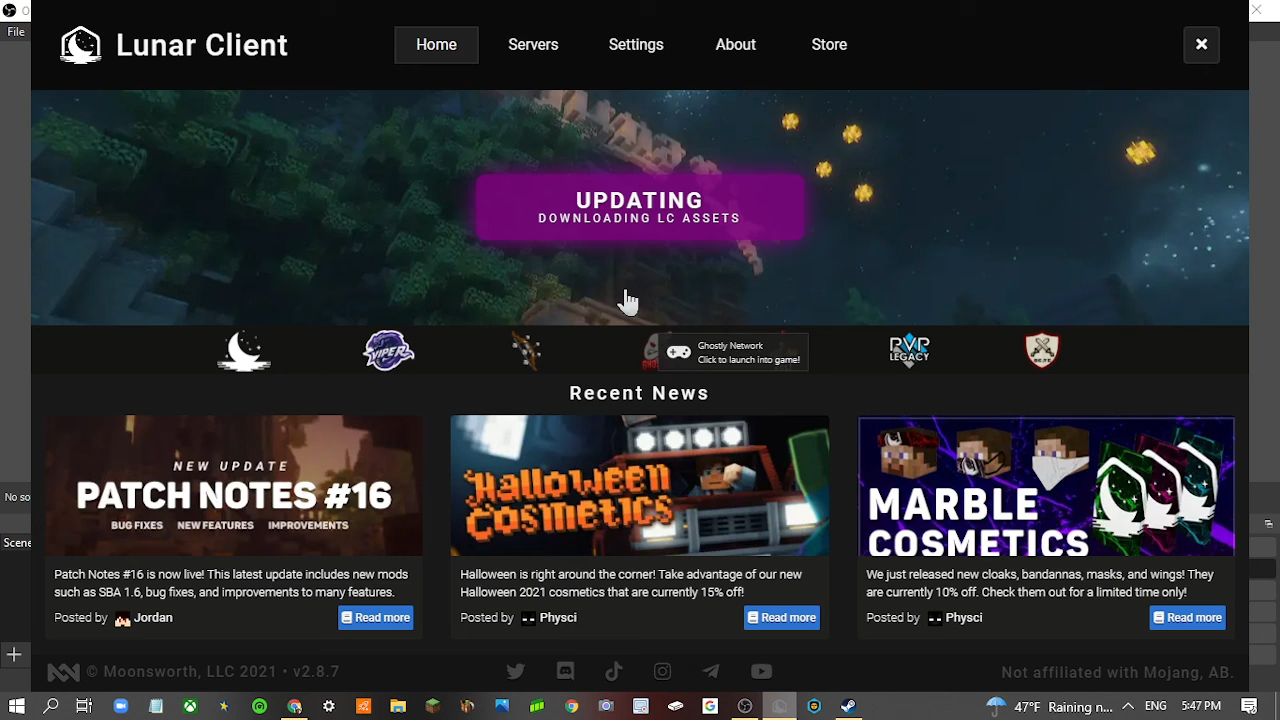 File
Lunar Client
Home
Servers
Settings
About
Store
UPDATING
DOWNLOADING LC ASSETS
VIPER
PVP
LEGACY
Ghostly Network
Click to launch into game!
Recent News
NEW UPDATE
PATCH NOTES #16
BUG FIXES NEW FEATURES IMPROVEMENTS
Patch Notes #16 is now live! This latest update includes new mods
such as SBA 1.6, bug fixes, and improvements to many features.
Posted by Jordan
Read more
Halloween
Cosmetics
Halloween is right around the corner! Take advantage of our new
Halloween 2021 cosmetics that are currently 15% off!
Posted by Physci
Read more
MARBLE
COSMETICS
We just released new cloaks, bandannas, masks, and wings! They
are currently 10% off. Check them out for a limited time only!
Posted by Physci
Read more
No so
Scene
© Moonsworth, LLC 2021 • v2.8.7
Not affiliated with Mojang, AB.
47°F Raining n...
ENG
5:47 PM